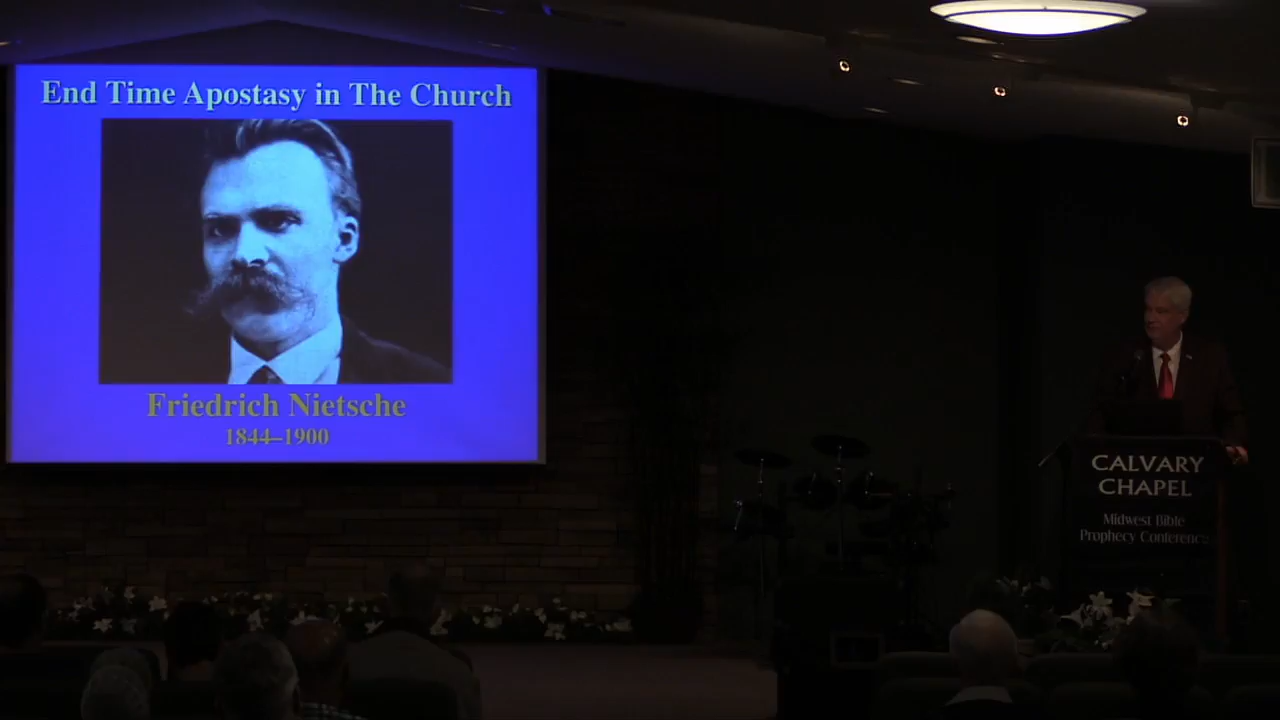 End Time Apostasy in The Church
Friedrich Nietsche
1844–1900
CALVARY
CHAPEL
Midwest Bible
Prophecy Conference